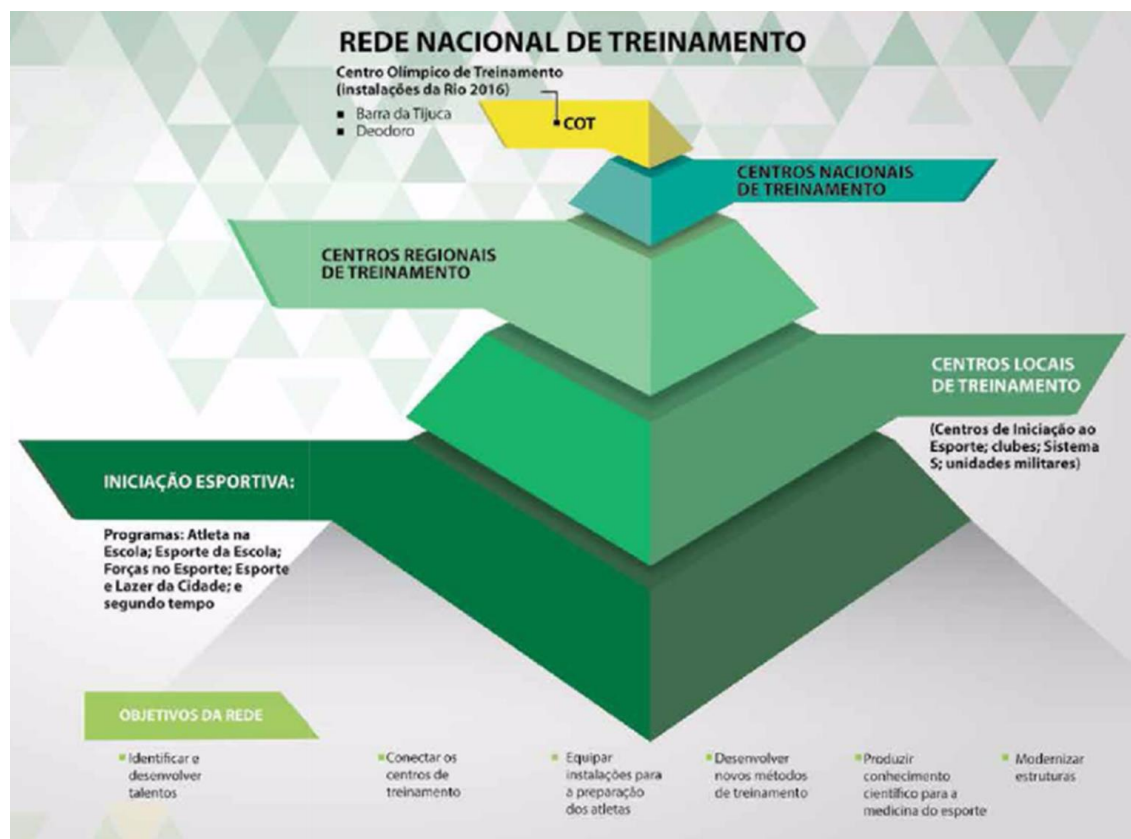 REDE NACIONAL DE TREINAMENTO
Centro Olímpico de Treinamento
(instalações da Rio 2016)
▪ Barra da Tijuca
▪ Deodoro
COT
CENTROS NACIONAIS
DE TREINAMENTO
CENTROS REGIONAIS
DE TREINAMENTO
CENTROS LOCAIS
DE TREINAMENTO
(Centros de Iniciação ao
Esporte; clubes; Sistema
S; unidades militares)
INICIAÇÃO ESPORTIVA:
Programas: Atleta na
Escola; Esporte da Escola;
Forças no Esporte; Esporte
e Lazer da Cidade; e
segundo tempo
OBJETIVOS DA REDE
▪ Identificar e
desenvolver
talentos
▪ Conectar os
centros de
treinamento
▪ Equipar
instalações para
a preparação
dos atletas
▪ Desenvolver
novos métodos
de treinamento
▪ Produzir
conhecimento
científico para a
medicina do esporte
▪ Modernizar
estruturas